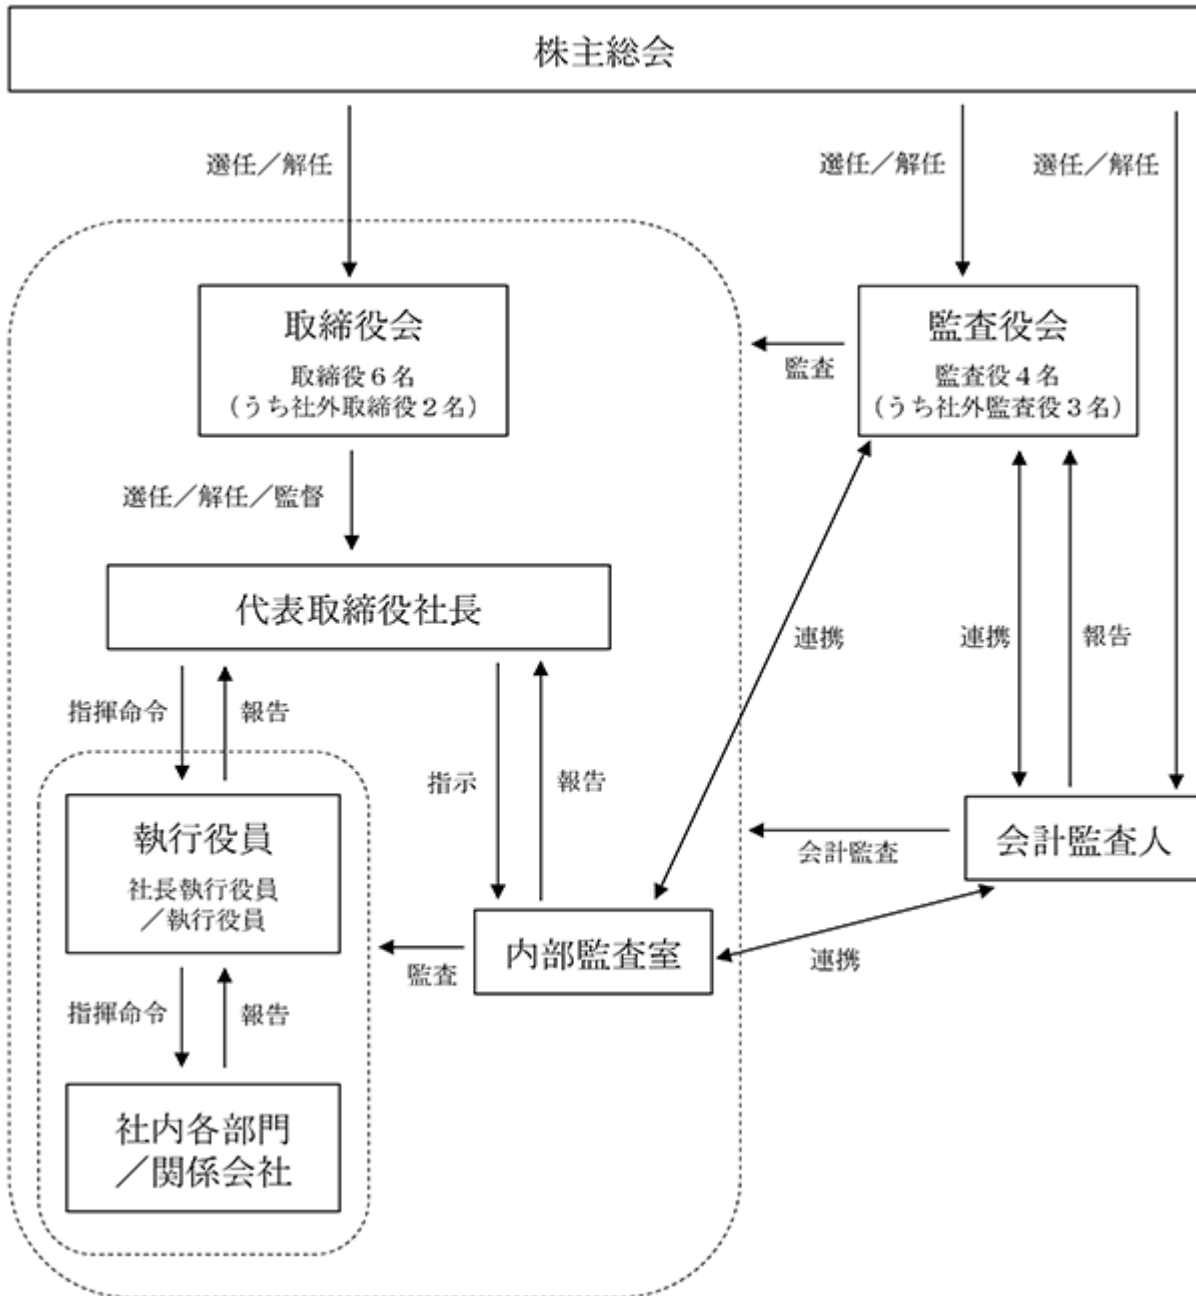 株主総会
選任／解任
選任／解任
選任／解任
取締役会
取締役６名
（うち社外取締役２名）
監査
監査役会
監査役４名
（うち社外監査役３名）
選任／解任／監督
代表取締役社長
連携
連携
報告
指揮命令
報告
指示
報告
執行役員
社長執行役員
／執行役員
会計監査
会計監査人
監査
内部監査室
連携
指揮命令
報告
社内各部門
／関係会社